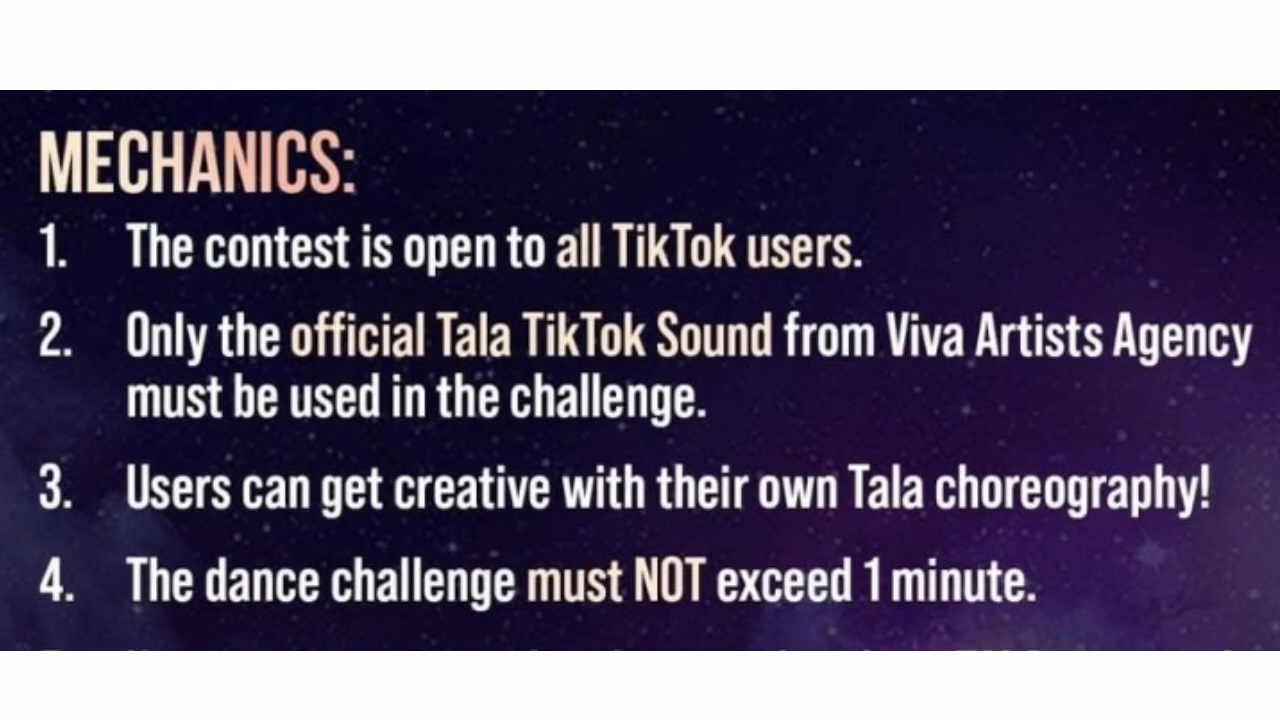 MECHANICS:
1. The contest is open to all TikTok users.
2. Only the official Tala TikTok Sound from Viva Artists Agency
must be used in the challenge.
3. Users can get creative with their own Tala choreography!
4. The dance challenge must NOT exceed 1 minute.